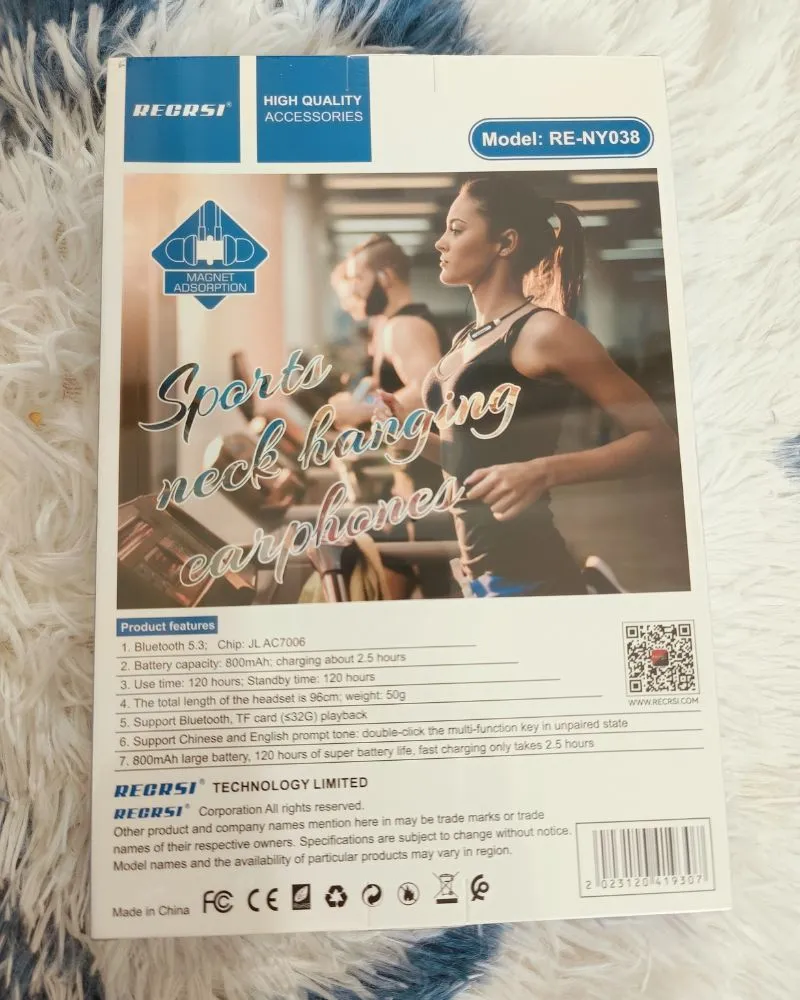 RECRSI®
HIGH QUALITY
ACCESSORIES
Model: RE-NY038
MAGNET
ADSORPTION
Sports
neck hanging
earphones
Product features
1. Bluetooth 5.3; Chip: JL AC7006
2. Battery capacity: 800mAh; charging about 2.5 hours
3. Use time: 120 hours; Standby time: 120 hours
4. The total length of the headset is 96cm; weight: 50g
5. Support Bluetooth, TF card (≤32G) playback
6. Support Chinese and English prompt tone: double-click the multi-function key in unpaired state
7. 800mAh large battery, 120 hours of super battery life, fast charging only takes 2.5 hours
WWW.RECRSI.COM
RECRSI® TECHNOLOGY LIMITED
RECRSI® Corporation All rights reserved.
Other product and company names mention here in may be trade marks or trade
names of their respective owners. Specifications are subject to change without notice.
Model names and the availability of particular products may vary in region.
Made in China FC CE
2 023120 419307